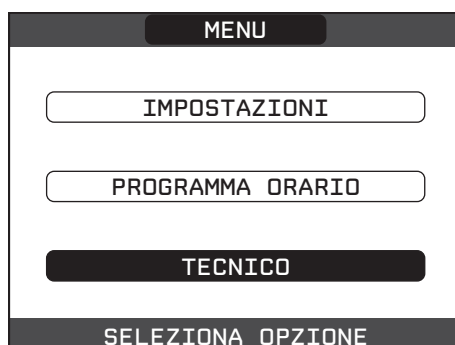 MENU
IMPOSTAZIONI
PROGRAMMA ORARIO
TECNICO
SELEZIONA OPZIONE